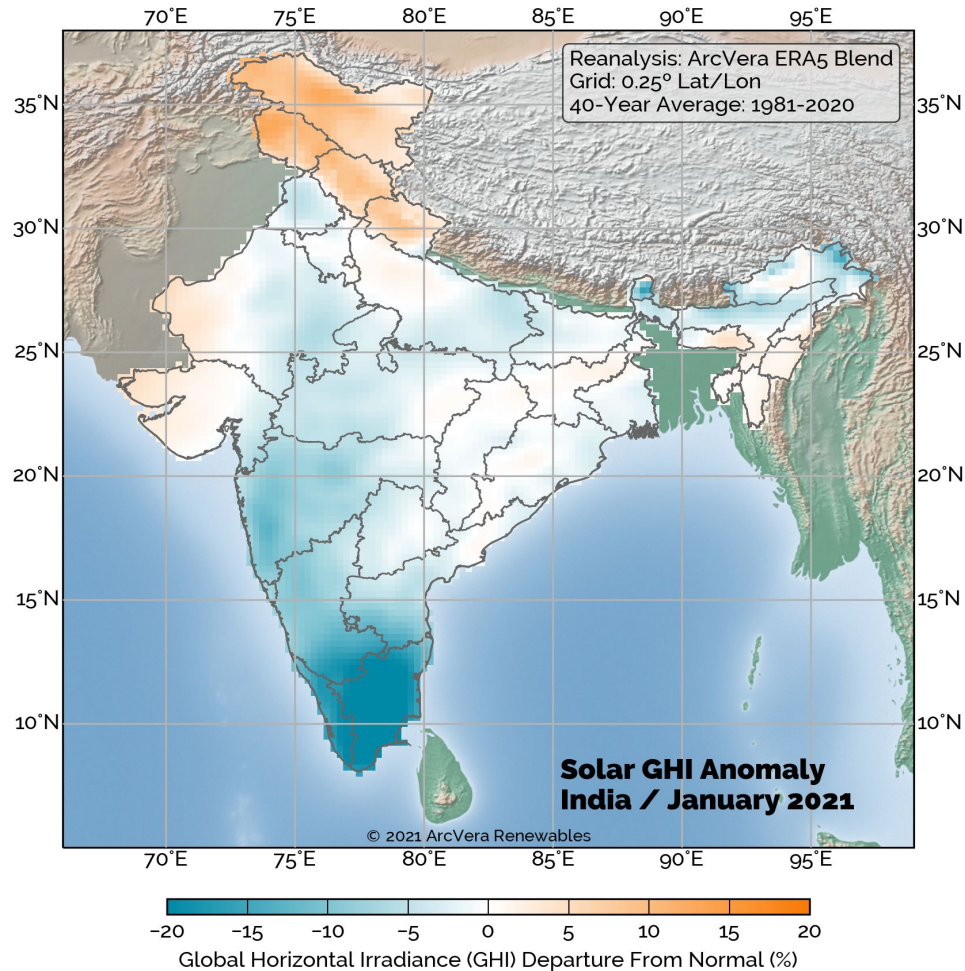 70°E 75°E 80°E 85°E 90°E 95°E
Reanalysis: ArcVera ERA5 Blend
Grid: 0.25º Lat/Lon
40-Year Average: 1981-2020
35°N 35°N
30°N 30°N
25°N 25°N
20°N 20°N
15°N 15°N
10°N 10°N
Solar GHI Anomaly
India / January 2021
© 2021 ArcVera Renewables
70°E 75°E 80°E 85°E 90°E 95°E
−20 −15 −10 −5 0 5 10 15 20
Global Horizontal Irradiance (GHI) Departure From Normal (%)